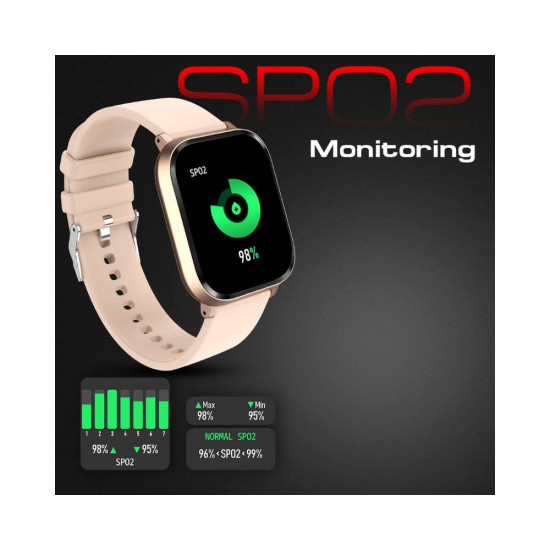 SPO2
Monitoring
SPO2
98%
1 2 3 4 5 6 7
98% ▲ ▼ 95%
SPO2
▲ Max ▼ Min
98% 95%
NORMAL SPO2
96%<SPO2<99%